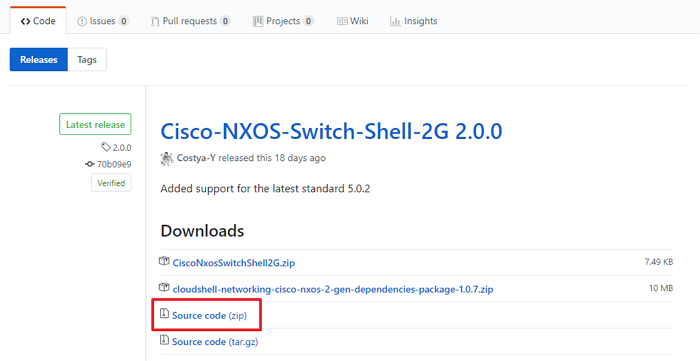 Code Issues 0 Pull requests 0 Projects 0 Wiki Insights
Releases Tags
Latest release
2.0.0
70b09e9
Verified
Cisco-NXOS-Switch-Shell-2G 2.0.0
Costya-Y released this 18 days ago
Added support for the latest standard 5.0.2
Downloads
CiscoNxosSwitchShell2G.zip 7.49 KB
cloudshell-networking-cisco-nxos-2-gen-dependencies-package-1.0.7.zip 10 MB
Source code (zip)
Source code (tar.gz)